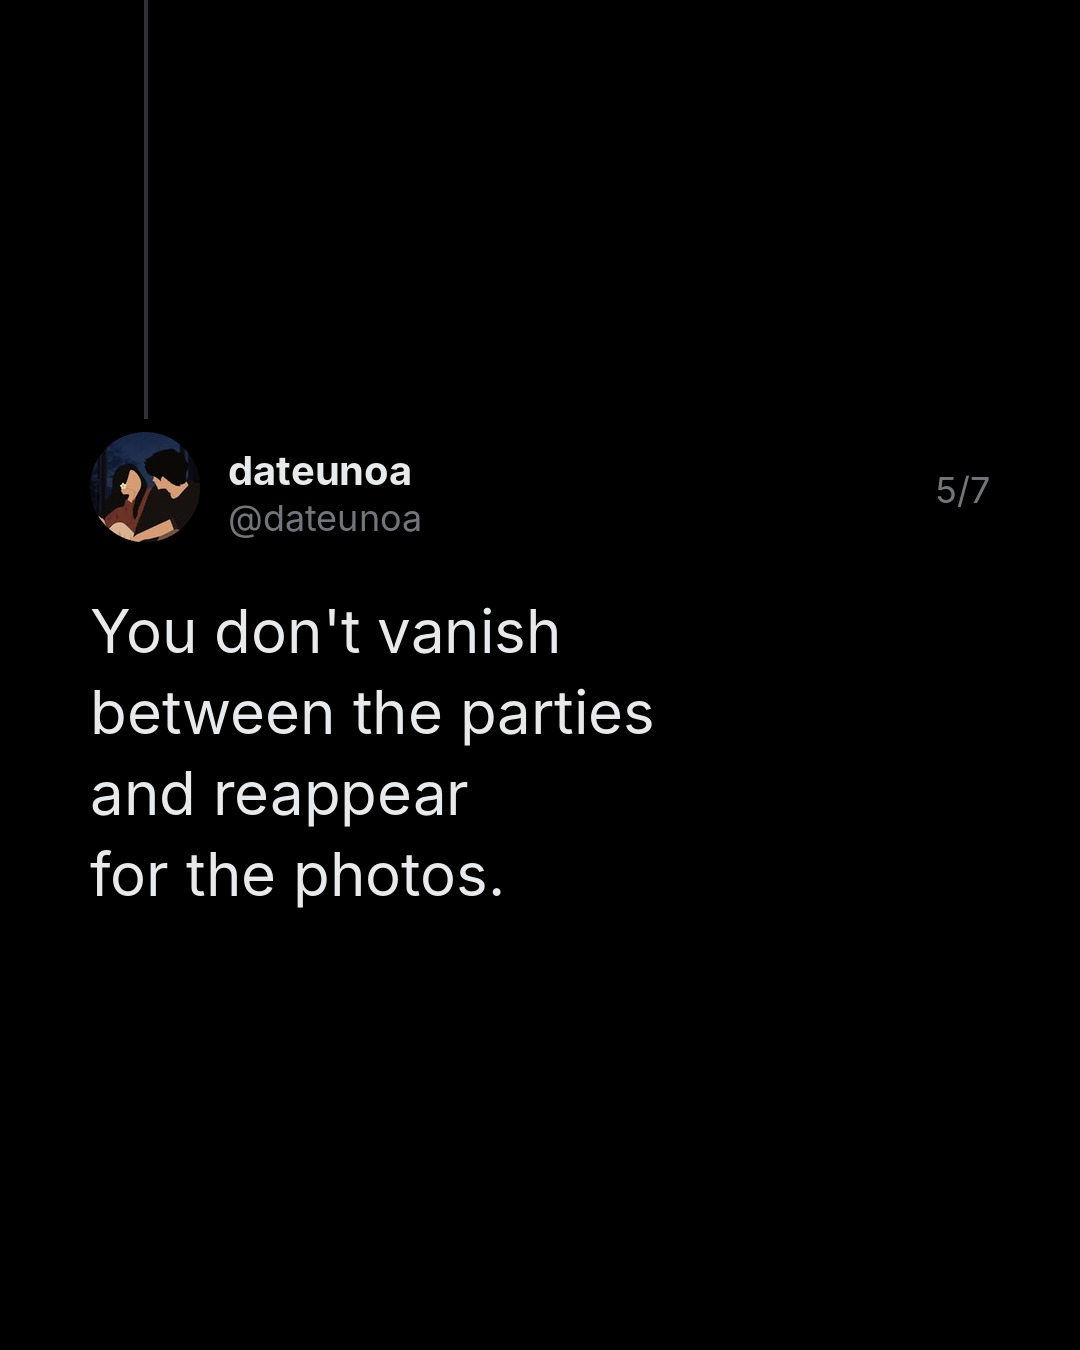 dateunoa
@dateunoa
5/7
You don't vanish
between the parties
and reappear
for the photos.